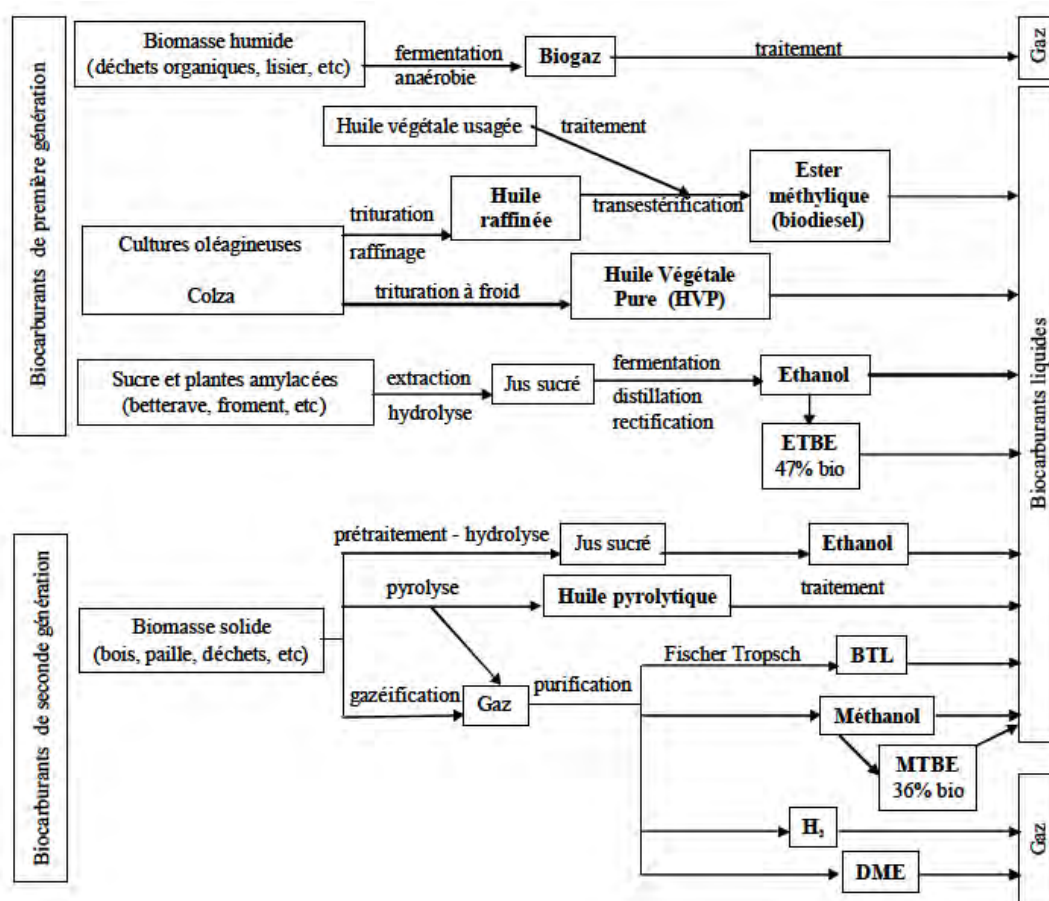 Biocarburants de première génération
Biomasse humide
(déchets organiques, lisier, etc)
fermentation
anaérobie
Biogaz
traitement
Gaz
Huile végétale usagée
traitement
Cultures oléagineuses
Colza
trituration
raffinage
Huile
raffinée
transestérification
Ester
méthylique
(biodiesel)
trituration à froid
Huile Végétale
Pure (HVP)
Sucre et plantes amylacées
(betterave, froment, etc)
extraction
hydrolyse
Jus sucré
fermentation
distillation
rectification
Ethanol
ETBE
47% bio
Biocarburants liquides
Biocarburants de seconde génération
Biomasse solide
(bois, paille, déchets, etc)
prétraitement - hydrolyse
Jus sucré
Ethanol
pyrolyse
Huile pyrolytique
traitement
gazéification
Gaz
purification
Fischer Tropsch
BTL
Méthanol
MTBE
36% bio
H₂
DME
Gaz